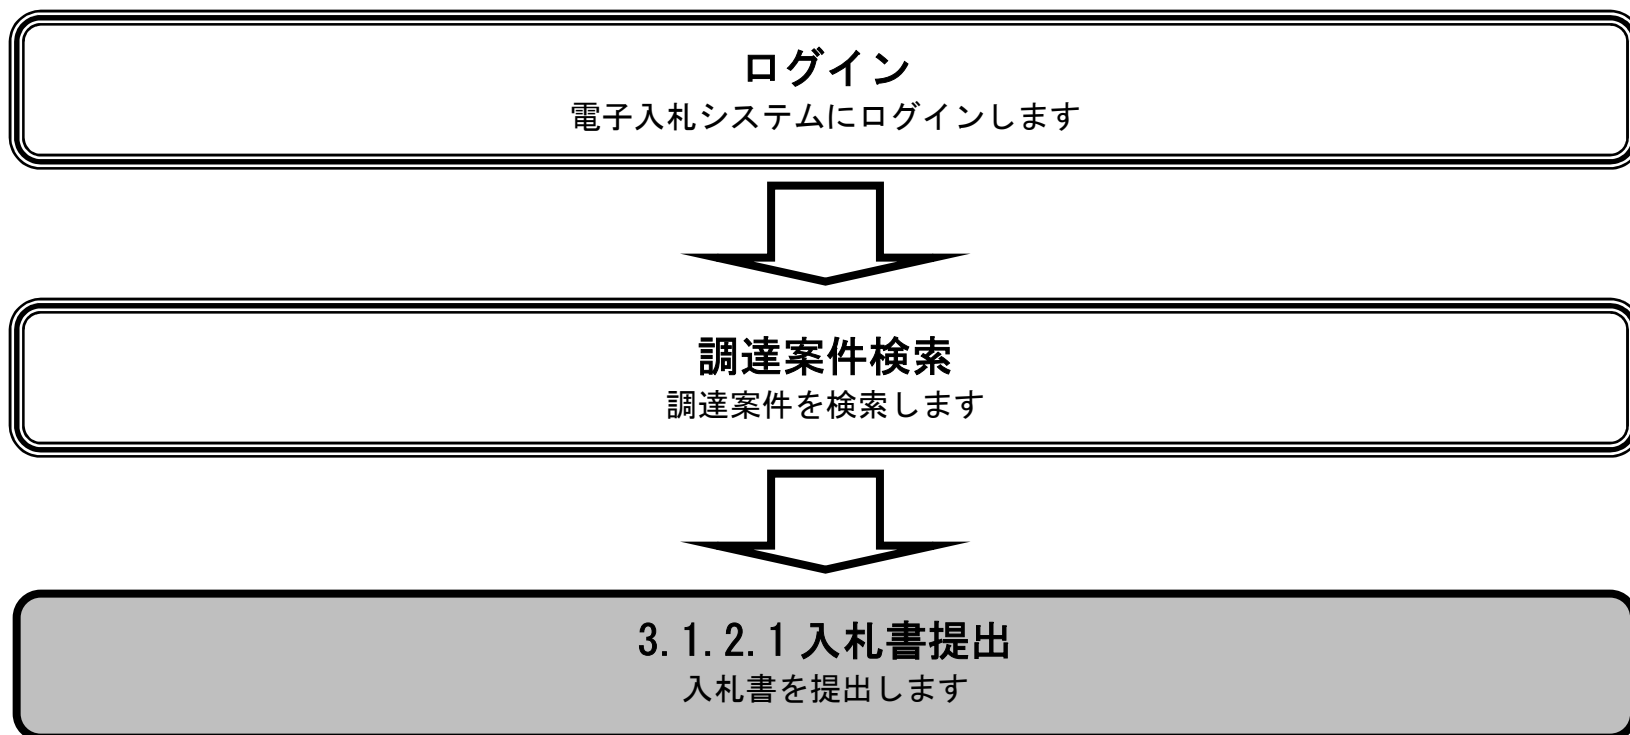 ログイン
電子入札システムにログインします
調達案件検索
調達案件を検索します
3.1.2.1 入札書提出
入札書を提出します